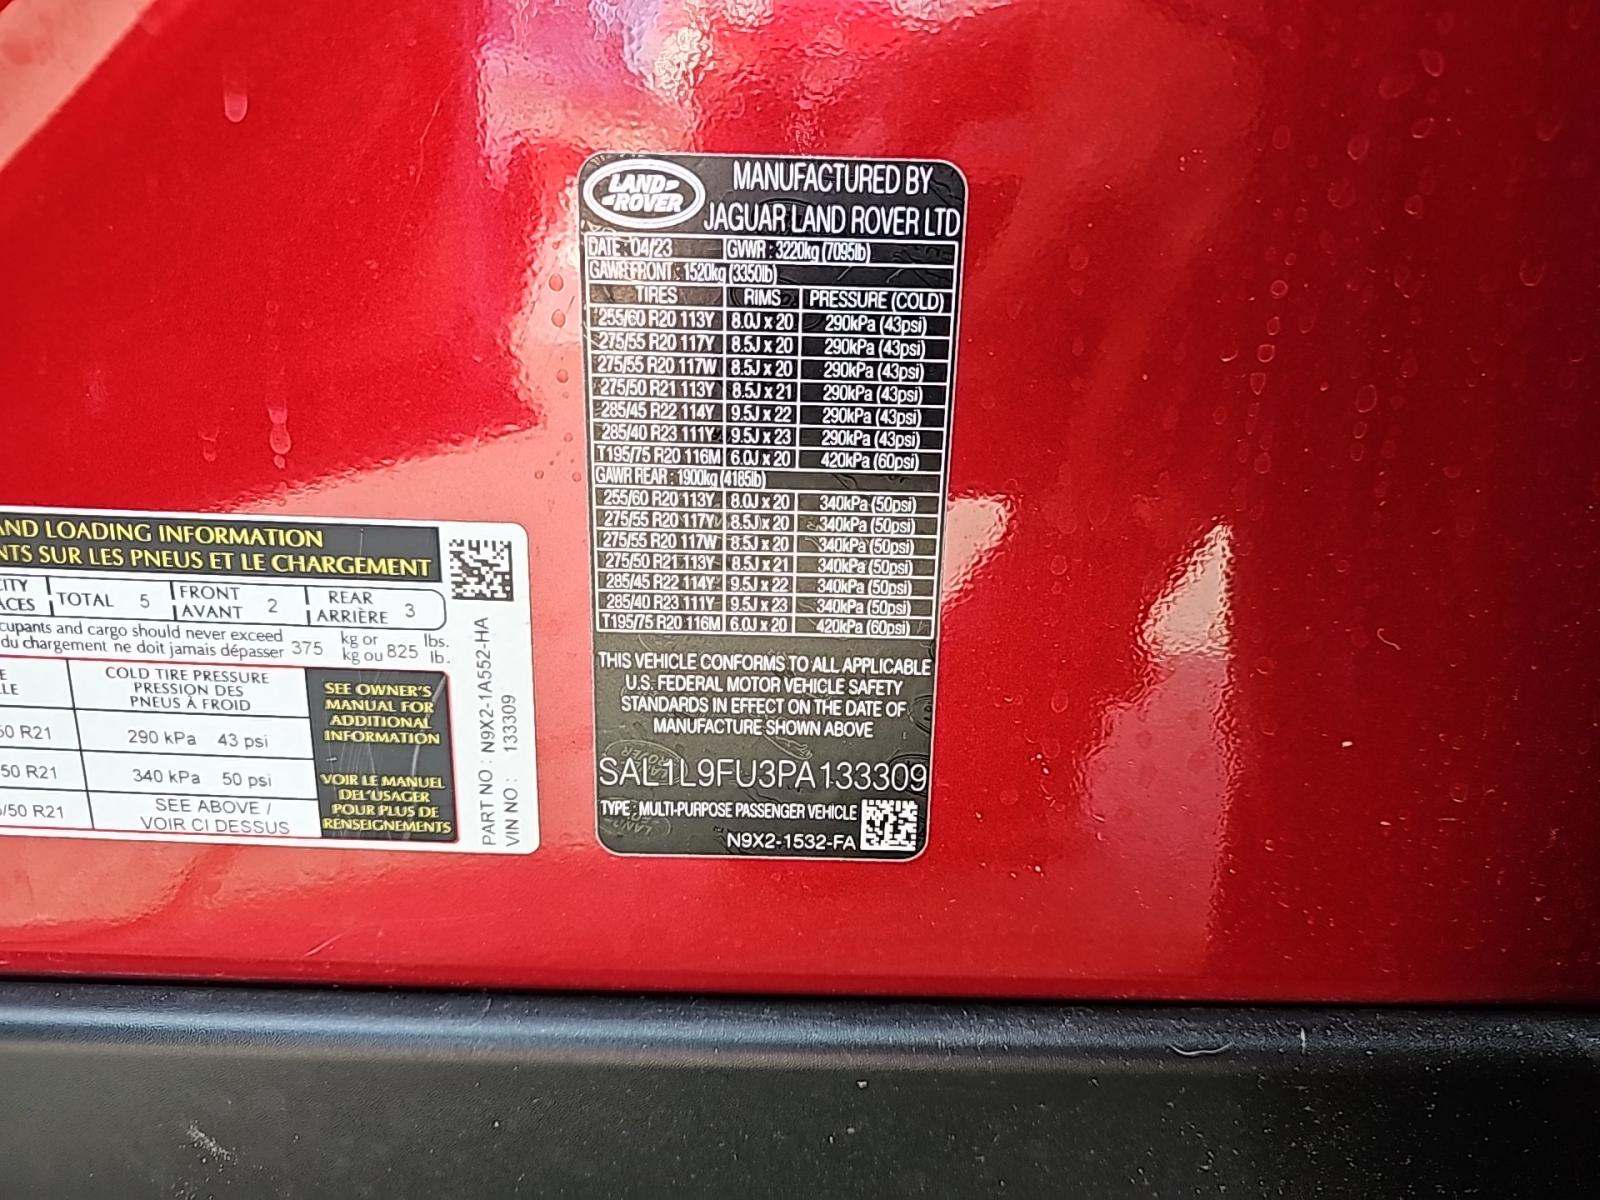 LAND-
-ROVER
MANUFACTURED BY
JAGUAR LAND ROVER LTD
DATE : 04/23 GVWR : 3220kg (7095lb)
GAWR FRONT : 1520kg (3350lb)
TIRES RIMS PRESSURE (COLD)
255/60 R20 113Y 8.0J x 20 290kPa (43psi)
275/55 R20 117Y 8.5J x 20 290kPa (43psi)
275/55 R20 117W 8.5J x 20 290kPa (43psi)
275/50 R21 113Y 8.5J x 21 290kPa (43psi)
285/45 R22 114Y 9.5J x 22 290kPa (43psi)
285/40 R23 111Y 9.5J x 23 290kPa (43psi)
T195/75 R20 116M 6.0J x 20 420kPa (60psi)
GAWR REAR : 1900kg (4185lb)
255/60 R20 113Y 8.0J x 20 340kPa (50psi)
275/55 R20 117Y 8.5J x 20 340kPa (50psi)
275/55 R20 117W 8.5J x 20 340kPa (50psi)
275/50 R21 113Y 8.5J x 21 340kPa (50psi)
285/45 R22 114Y 9.5J x 22 340kPa (50psi)
285/40 R23 111Y 9.5J x 23 340kPa (50psi)
T195/75 R20 116M 6.0J x 20 420kPa (60psi)
THIS VEHICLE CONFORMS TO ALL APPLICABLE
U.S. FEDERAL MOTOR VEHICLE SAFETY
STANDARDS IN EFFECT ON THE DATE OF
MANUFACTURE SHOWN ABOVE
SAL1L9FU3PA133309
TYPE : MULTI-PURPOSE PASSENGER VEHICLE
N9X2-1532-FA
AND LOADING INFORMATION
NTS SUR LES PNEUS ET LE CHARGEMENT
CITY TOTAL 5 FRONT 2 REAR 3
ACES AVANT ARRIÈRE
cupants and cargo should never exceed 375 kg or 825 lbs.
du chargement ne doit jamais dépasser kg ou lb.
E
LLE
COLD TIRE PRESSURE
PRESSION DES
PNEUS À FROID
50 R21 290 kPa 43 psi
50 R21 340 kPa 50 psi
/50 R21 SEE ABOVE /
VOIR CI DESSUS
SEE OWNER'S
MANUAL FOR
ADDITIONAL
INFORMATION
VOIR LE MANUEL
DEL'USAGER
POUR PLUS DE
RENSEIGNEMENTS
PART NO : N9X2-1A552-HA
VIN NO : 133309